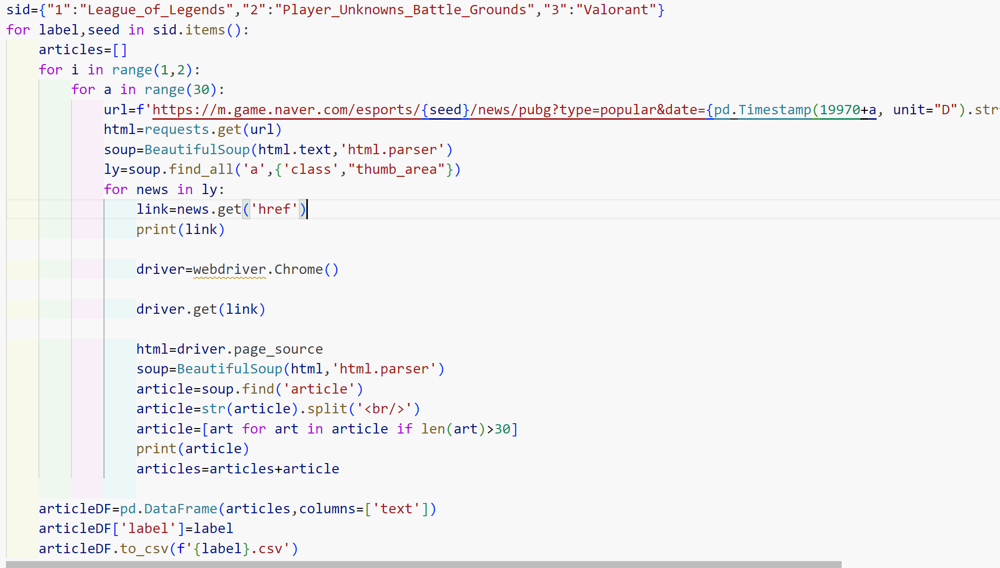 sid={"1":"League_of_Legends","2":"Player_Unknowns_Battle_Grounds","3":"Valorant"}
for label,seed in sid.items():
    articles=[]
    for i in range(1,2):
        for a in range(30):
            url=f'https://m.game.naver.com/esports/{seed}/news/pubg?type=popular&date={pd.Timestamp(19970+a, unit="D").str
            html=requests.get(url)
            soup=BeautifulSoup(html.text,'html.parser')
            ly=soup.find_all('a',{'class',"thumb_area"})
            for news in ly:
                link=news.get('href')
                print(link)

                driver=webdriver.Chrome()

                driver.get(link)

                html=driver.page_source
                soup=BeautifulSoup(html,'html.parser')
                article=soup.find('article')
                article=str(article).split('<br/>')
                article=[art for art in article if len(art)>30]
                print(article)
                articles=articles+article

    articleDF=pd.DataFrame(articles,columns=['text'])
    articleDF['label']=label
    articleDF.to_csv(f'{label}.csv')